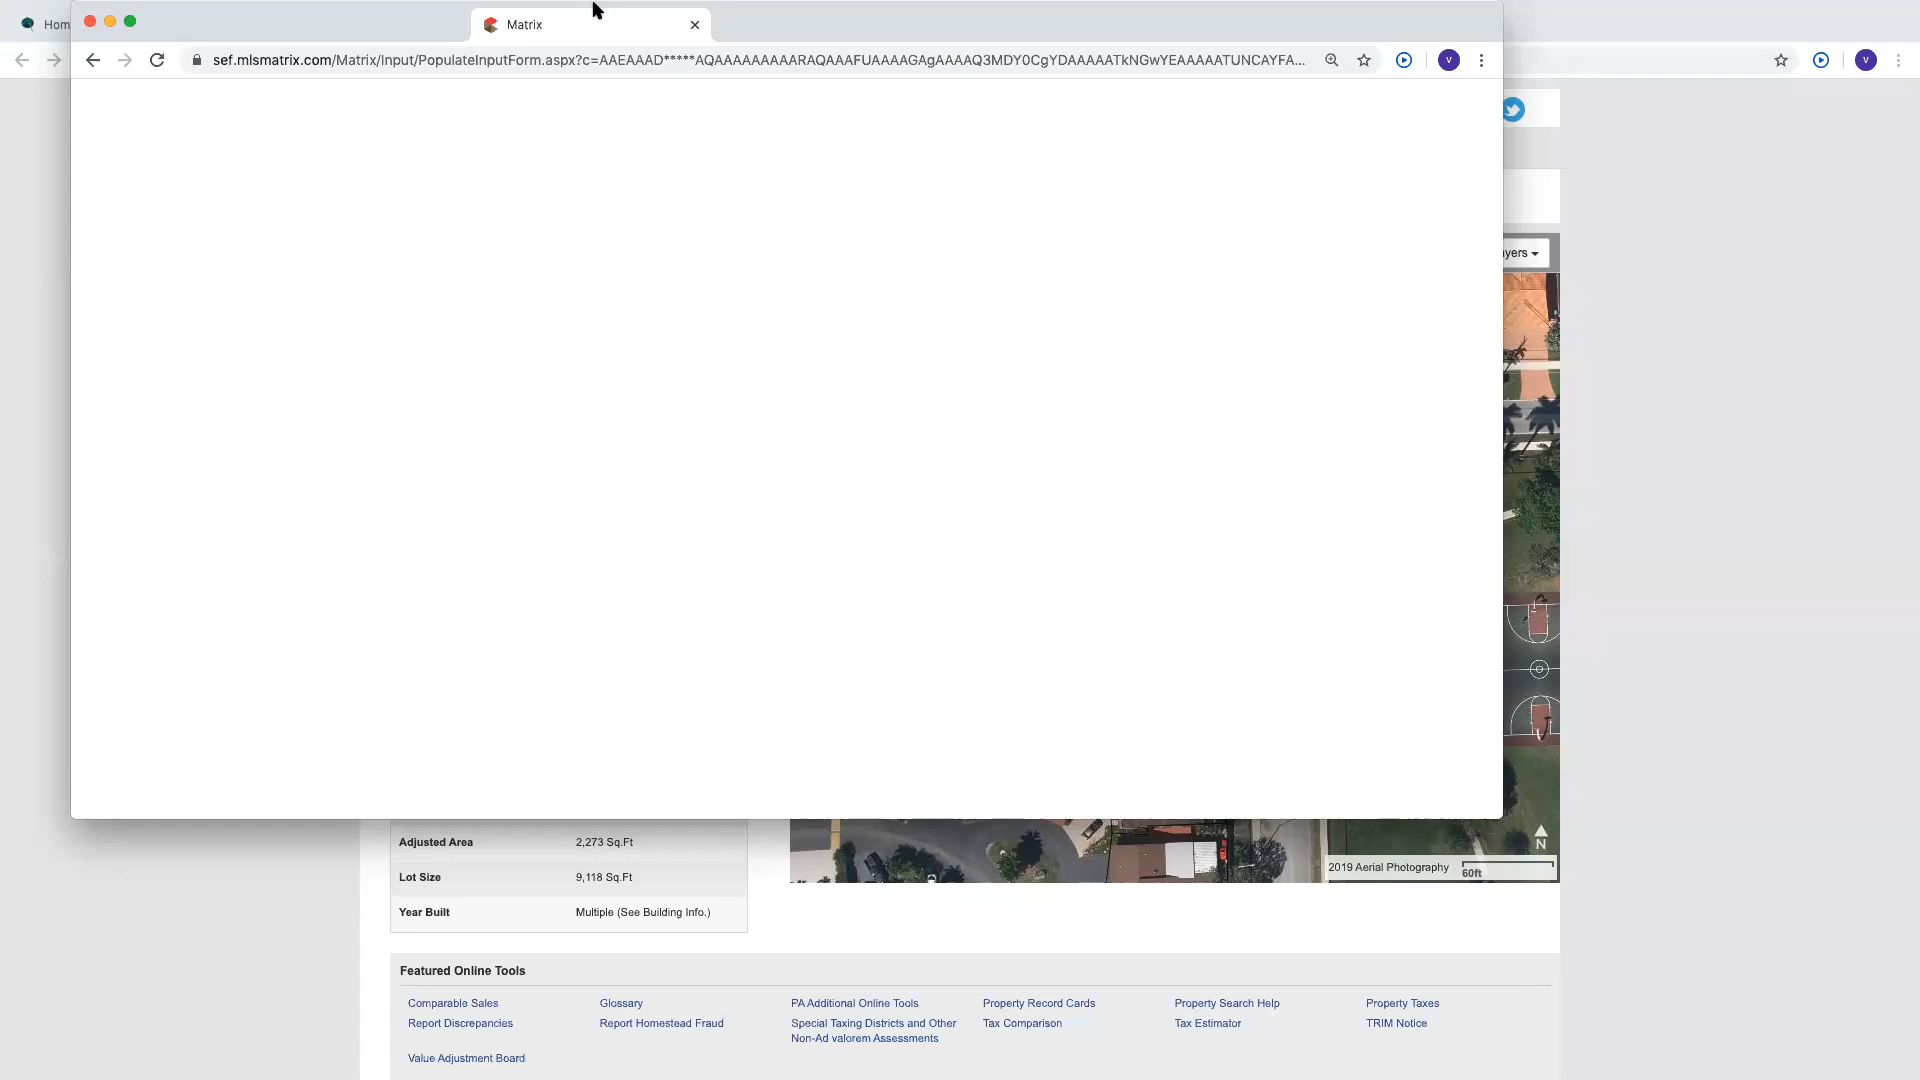 Hom
Matrix
sef.mlsmatrix.com/Matrix/Input/PopulateInputForm.aspx?c=AAEAAAD*****AQAAAAAAAAARAQAAAFUAAAAGAgAAAAQ3MDY0CgYDAAAAATkNGwYEAAAAATUNCAYFA...
V
V
ayers
Adjusted Area 2,273 Sq.Ft
Lot Size 9,118 Sq.Ft
Year Built Multiple (See Building Info.)
N
2019 Aerial Photography 60ft
Featured Online Tools
Comparable Sales Glossary PA Additional Online Tools Property Record Cards Property Search Help Property Taxes
Report Discrepancies Report Homestead Fraud Special Taxing Districts and Other Tax Comparison Tax Estimator TRIM Notice
Non-Ad valorem Assessments
Value Adjustment Board